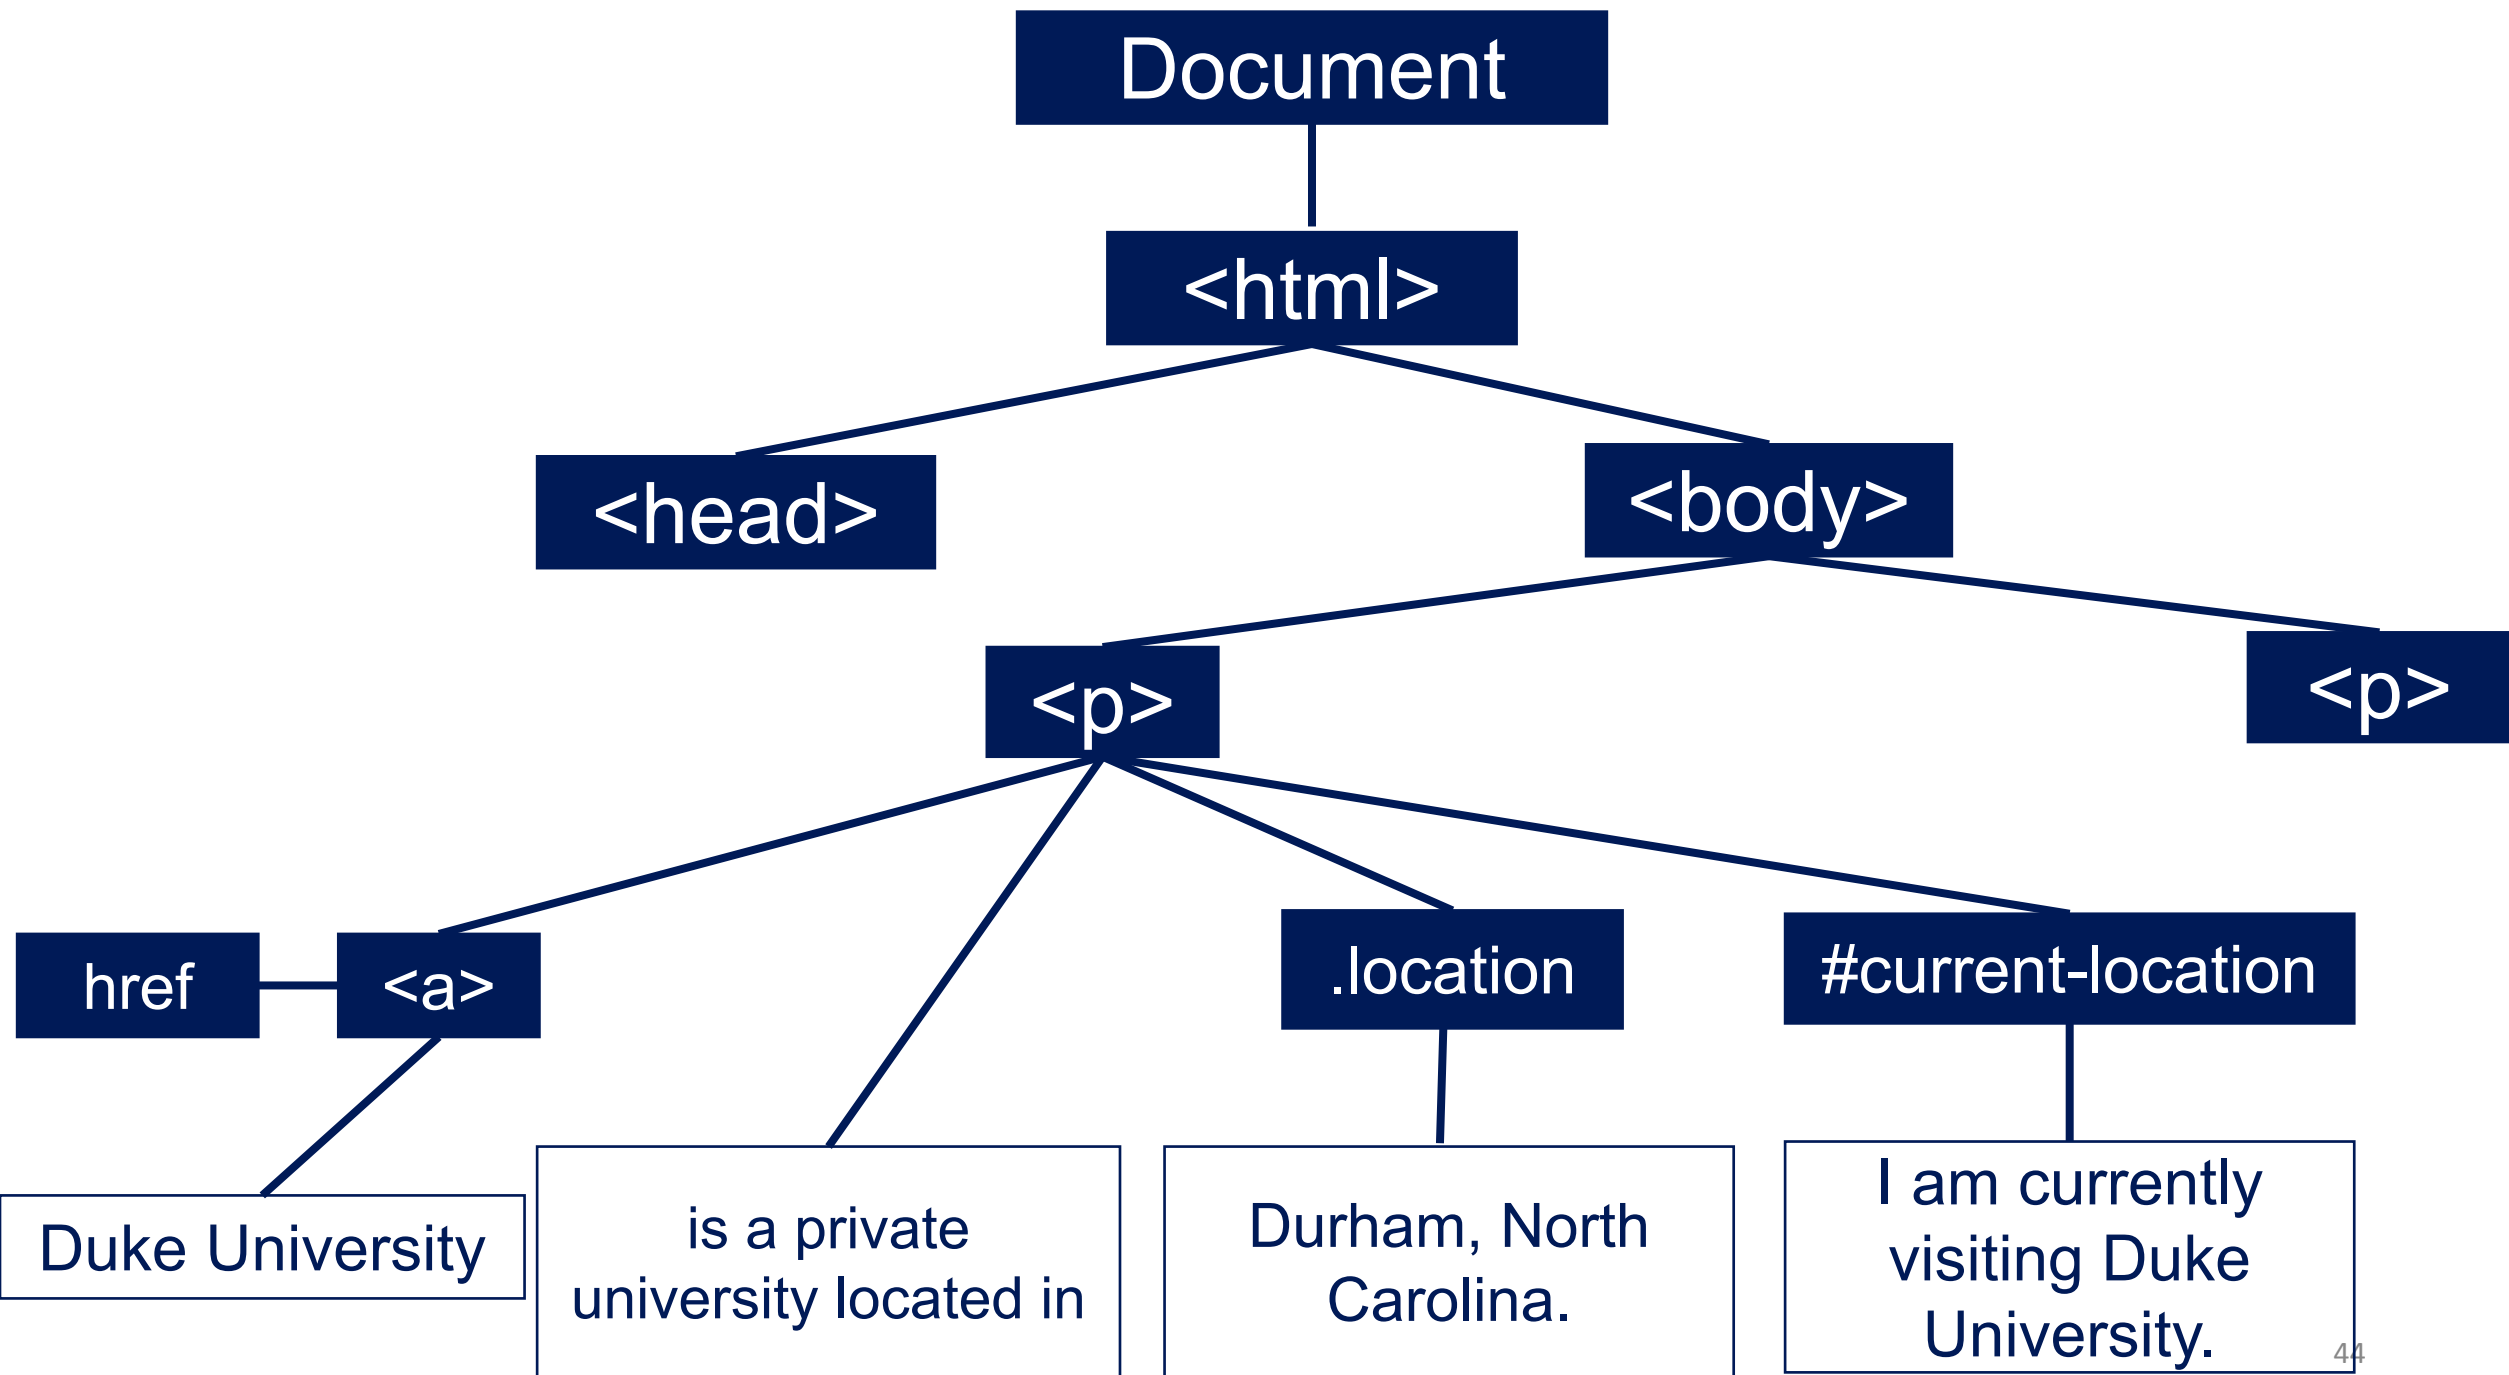 Document
<html>
<head>
<body>
<p>
<p>
href
<a>
.location
#current-location
Duke University
is a private
university located in
Durham, North
Carolina.
I am currently
visiting Duke
University.
44